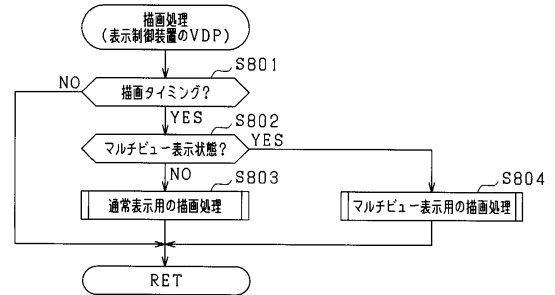 描画処理
(表示制御装置のVDP)
S801
NO
描画タイミング?
YES
S802
マルチビュー表示状態?
YES
NO
S803
通常表示用の描画処理
S804
マルチビュー表示用の描画処理
RET